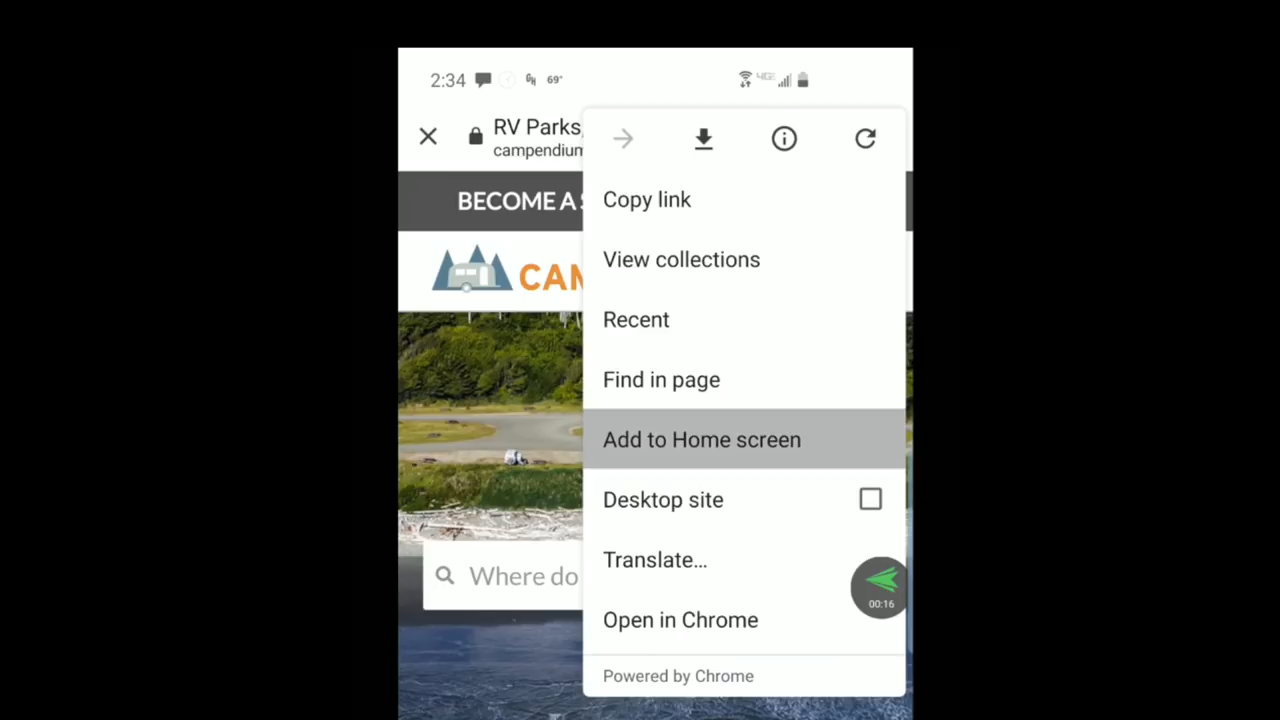 2:34 69°
RV Parks,
campendium
BECOME A
CAM
Where do
Copy link
View collections
Recent
Find in page
Add to Home screen
Desktop site
Translate...
Open in Chrome
Powered by Chrome
00:16